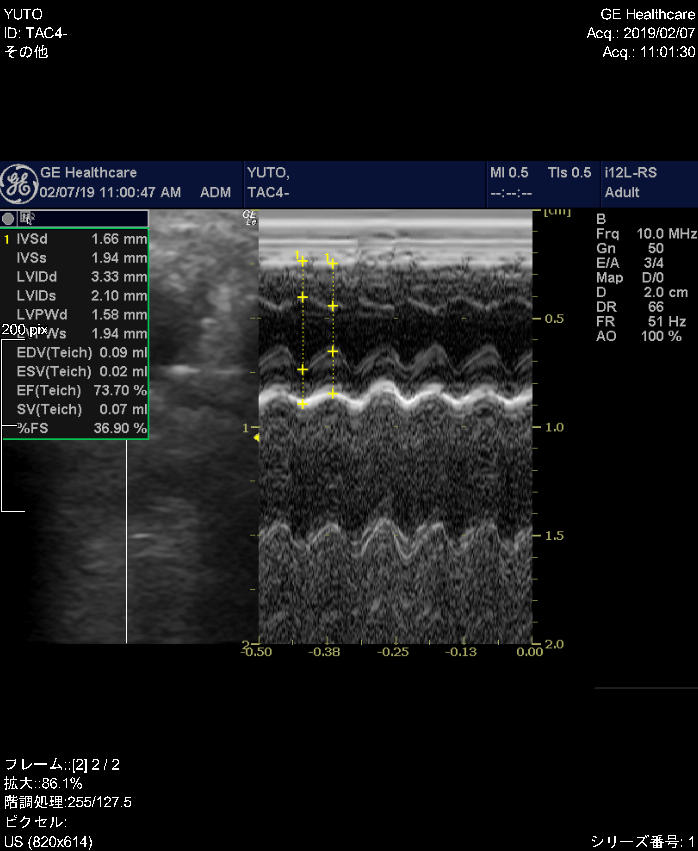 YUTO
ID: TAC4-
その他
GE Healthcare
Acq.: 2019/02/07
Acq.: 11:01:30
GE Healthcare
02/07/19 11:00:47 AM ADM
YUTO,
TAC4-
MI 0.5 TIs 0.5
--:--:--
i12L-RS
Adult
1 IVSd 1.66 mm
IVSs 1.94 mm
LVIDd 3.33 mm
LVIDs 2.10 mm
LVPWd 1.58 mm
200 pix
1.94 mm
EDV(Teich) 0.09 ml
ESV(Teich) 0.02 ml
EF(Teich) 73.70 %
SV(Teich) 0.07 ml
%FS 36.90 %
GE
1
1
1
2
0.5
1.0
1.5
2.0
-0.50 -0.38 -0.25 -0.13 0.00
B
Frq 10.0 MHz
Gn 50
E/A 3/4
Map D/0
D 2.0 cm
DR 66
FR 51 Hz
AO 100 %
フレーム::[2] 2 / 2
拡大::86.1%
階調処理:255/127.5
ピクセル:
US (820x614)
シリーズ番号: 1